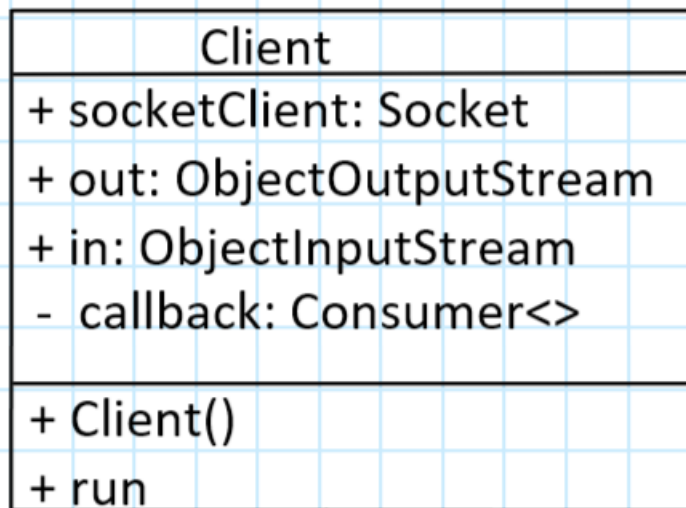 Client
+ socketClient: Socket
+ out: ObjectOutputStream
+ in: ObjectInputStream
- callback: Consumer<>
+ Client()
+ run